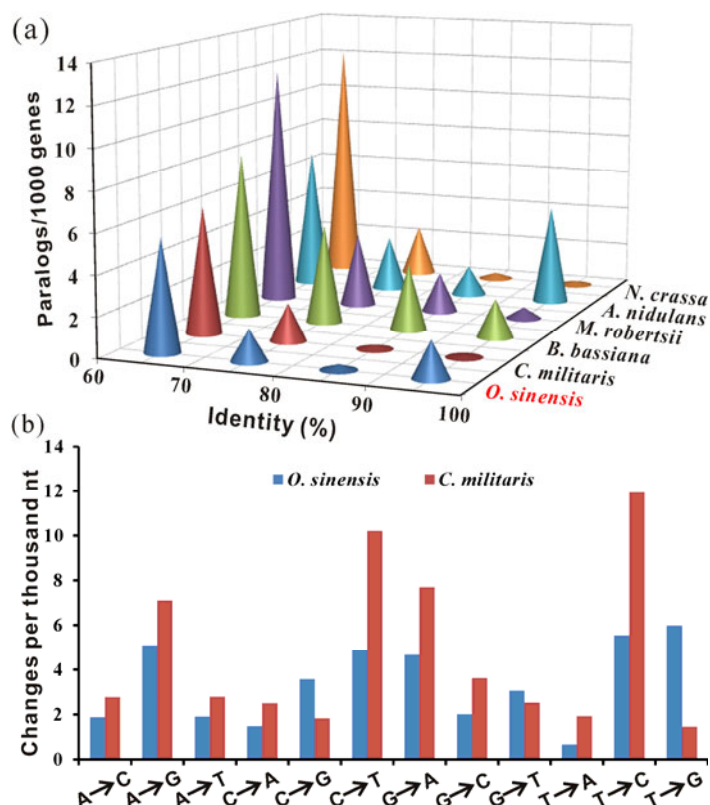 (a)
14
12
10
8
6
4
2
0
Paralogs/1000 genes
60
70
80
90
100
Identity (%)
N. crassa
A. nidulans
M. robertsii
B. bassiana
C. militaris
O. sinensis
(b)
14
12
10
8
6
4
2
0
Changes per thousand nt
O. sinensis
C. militaris
A→C
A→G
A→T
C→A
C→G
C→T
G→A
G→C
G→T
T→A
T→C
T→G